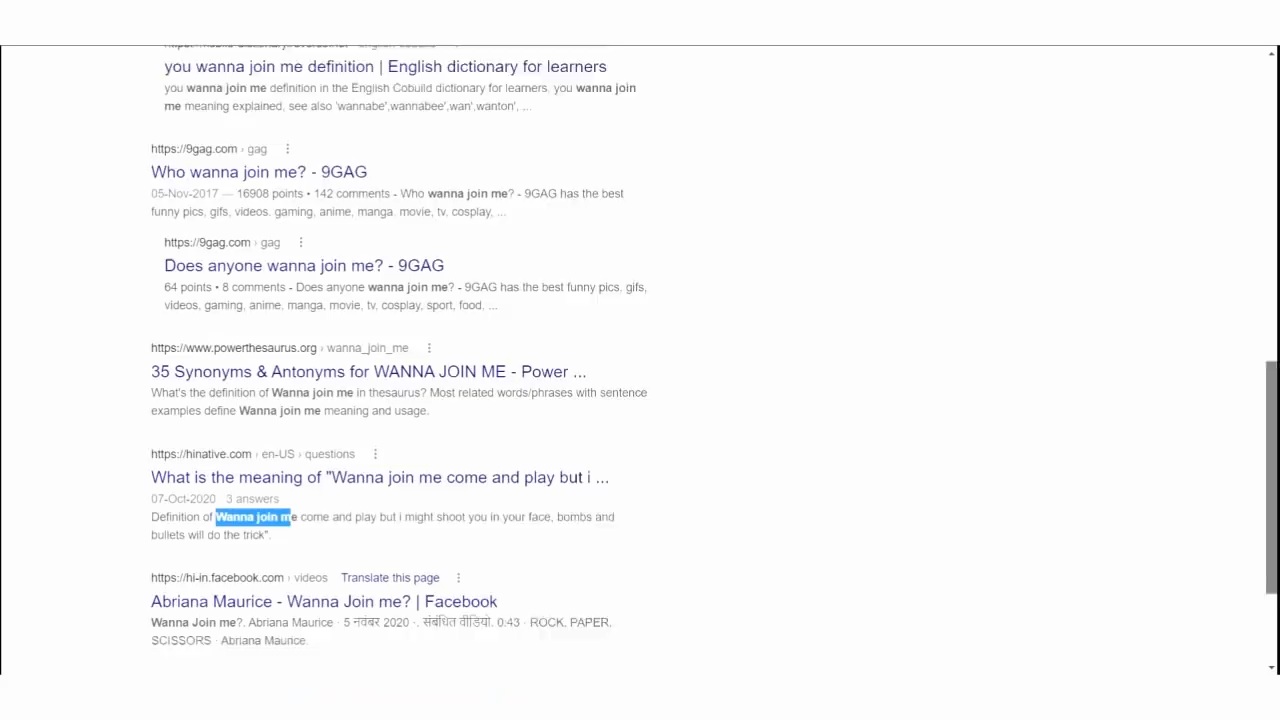 you wanna join me definition | English dictionary for learners
you wanna join me definition in the English Cobuild dictionary for learners, you wanna join
me meaning explained, see also 'wannabe',wannabee',wan',wanton', ...
https://9gag.com › gag
Who wanna join me? - 9GAG
05-Nov-2017 — 16908 points • 142 comments - Who wanna join me? - 9GAG has the best
funny pics, gifs, videos. gaming, anime, manga. movie, tv, cosplay, ...
https://9gag.com › gag
Does anyone wanna join me? - 9GAG
64 points • 8 comments - Does anyone wanna join me? - 9GAG has the best funny pics. gifs,
videos, gaming, anime, manga, movie, tv, cosplay, sport, food, ...
https://www.powerthesaurus.org › wanna_join_me
35 Synonyms & Antonyms for WANNA JOIN ME - Power ...
What's the definition of Wanna join me in thesaurus? Most related words/phrases with sentence
examples define Wanna join me meaning and usage.
https://hinative.com › en-US › questions
What is the meaning of "Wanna join me come and play but i ...
07-Oct-2020 3 answers
Definition of Wanna join me come and play but i might shoot you in your face, bombs and
bullets will do the trick".
https://hi-in.facebook.com › videos Translate this page
Abriana Maurice - Wanna Join me? | Facebook
Wanna Join me?. Abriana Maurice · 5 नवंबर 2020 ·. संबंधित वीडियो. 0:43 · ROCK, PAPER,
SCISSORS · Abriana Maurice.